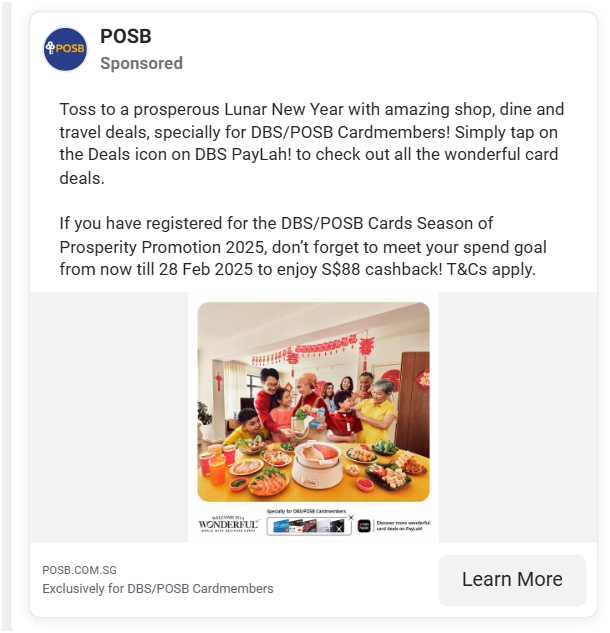 POSB
POSB
Sponsored
Toss to a prosperous Lunar New Year with amazing shop, dine and
travel deals, specially for DBS/POSB Cardmembers! Simply tap on
the Deals icon on DBS PayLah! to check out all the wonderful card
deals.
If you have registered for the DBS/POSB Cards Season of
Prosperity Promotion 2025, don’t forget to meet your spend goal
from now till 28 Feb 2025 to enjoy S$88 cashback! T&Cs apply.
WELCOME TO A
WONDERFUL
WORLD WITH DBS/POSB CARDS
Specially for DBS/POSB Cardmembers
Discover more wonderful
card deals on PayLah!
POSB.COM.SG
Exclusively for DBS/POSB Cardmembers
Learn More